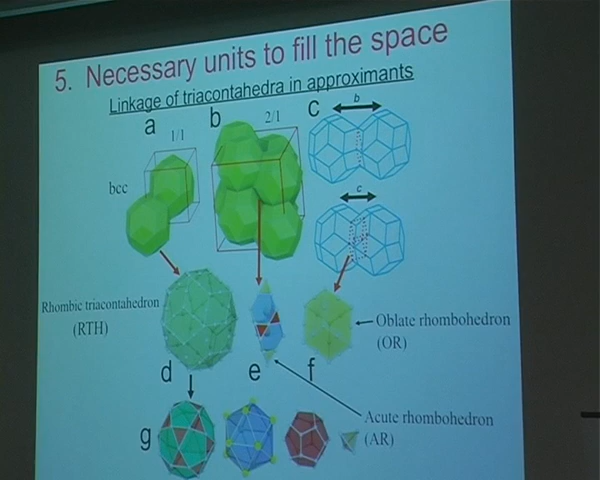 5. Necessary units to fill the space
Linkage of triacontahedra in approximants
a
1/1
b
2/1
c
b
bcc
c
Rhombic triacontahedron
(RTH)
Oblate rhombohedron
(OR)
d
e
f
Acute rhombohedron
(AR)
g